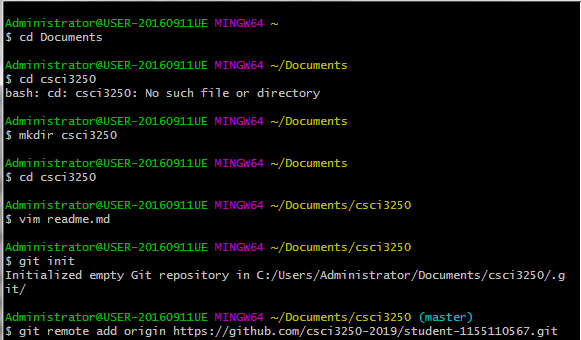 Administrator@USER-20160911UE MINGW64 ~
$ cd Documents
Administrator@USER-20160911UE MINGW64 ~/Documents
$ cd csci3250
bash: cd: csci3250: No such file or directory
Administrator@USER-20160911UE MINGW64 ~/Documents
$ mkdir csci3250
Administrator@USER-20160911UE MINGW64 ~/Documents
$ cd csci3250
Administrator@USER-20160911UE MINGW64 ~/Documents/csci3250
$ vim readme.md
Administrator@USER-20160911UE MINGW64 ~/Documents/csci3250
$ git init
Initialized empty Git repository in C:/Users/Administrator/Documents/csci3250/.g
it/
Administrator@USER-20160911UE MINGW64 ~/Documents/csci3250 (master)
$ git remote add origin https://github.com/csci3250-2019/student-1155110567.git